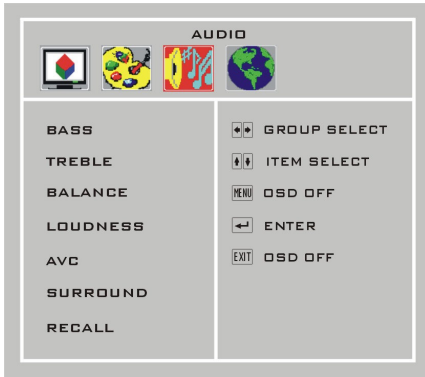 AUDIO
BASS
TREBLE
BALANCE
LOUDNESS
AVC
SURROUND
RECALL
GROUP SELECT
ITEM SELECT
MENU OSD OFF
ENTER
EXIT OSD OFF